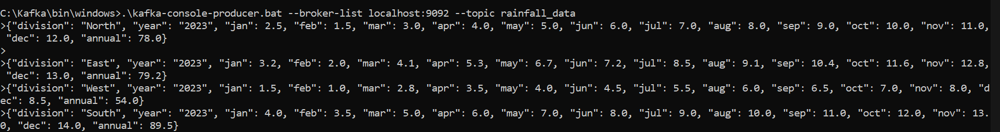 C:\Kafka\bin\windows>.\kafka-console-producer.bat --broker-list localhost:9092 --topic rainfall_data
>{"division": "North", "year": "2023", "jan": 2.5, "feb": 1.5, "mar": 3.0, "apr": 4.0, "may": 5.0, "jun": 6.0, "jul": 7.0, "aug": 8.0, "sep": 9.0, "oct": 10.0, "nov": 11.0,
 "dec": 12.0, "annual": 78.0}
>
>{"division": "East", "year": "2023", "jan": 3.2, "feb": 2.0, "mar": 4.1, "apr": 5.3, "may": 6.7, "jun": 7.2, "jul": 8.5, "aug": 9.1, "sep": 10.4, "oct": 11.6, "nov": 12.8,
 "dec": 13.0, "annual": 79.2}
>{"division": "West", "year": "2023", "jan": 1.5, "feb": 1.0, "mar": 2.8, "apr": 3.5, "may": 4.0, "jun": 4.5, "jul": 5.5, "aug": 6.0, "sep": 6.5, "oct": 7.0, "nov": 8.0, "d
ec": 8.5, "annual": 54.0}
>{"division": "South", "year": "2023", "jan": 4.0, "feb": 3.5, "mar": 5.0, "apr": 6.0, "may": 7.0, "jun": 8.0, "jul": 9.0, "aug": 10.0, "sep": 11.0, "oct": 12.0, "nov": 13.
0, "dec": 14.0, "annual": 89.5}